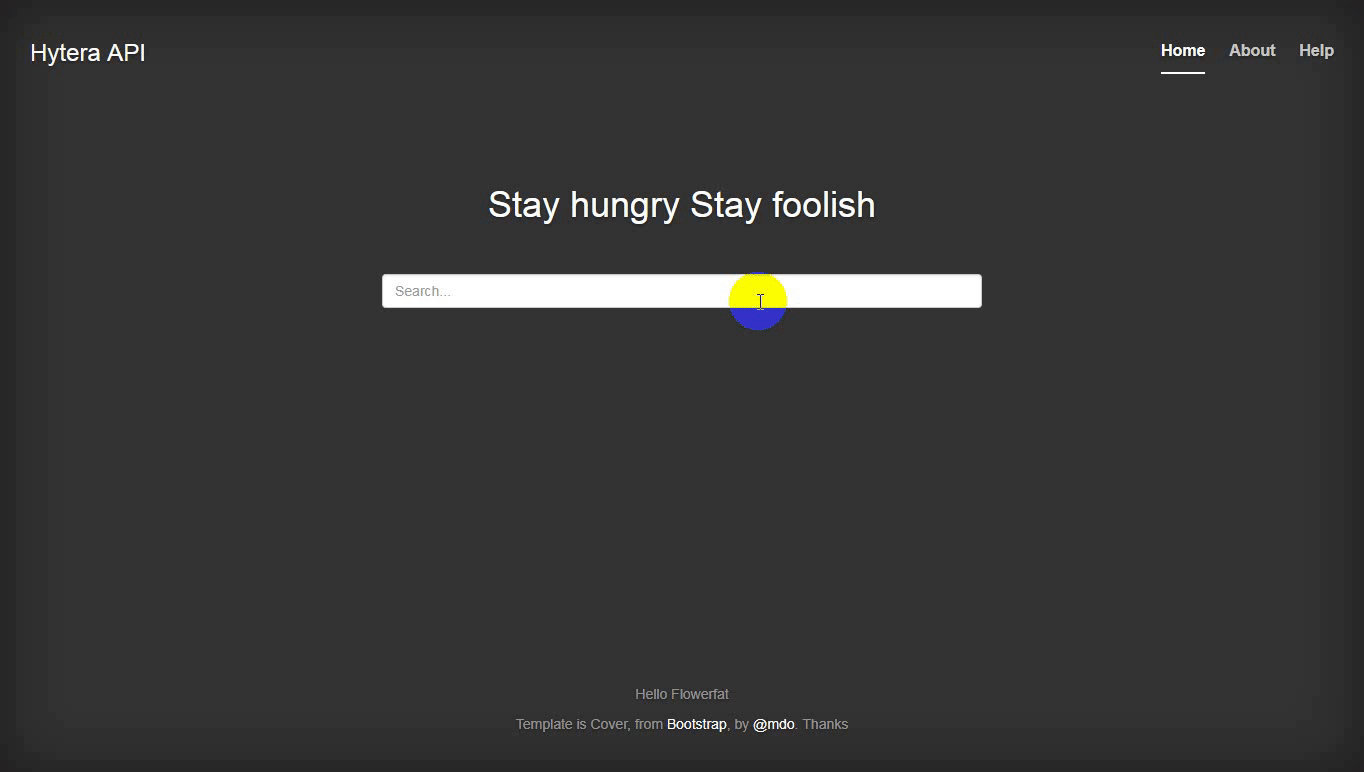 Hytera API
Home About Help
Stay hungry Stay foolish
Search...
Hello Flowerfat
Template is Cover, from Bootstrap, by @mdo. Thanks